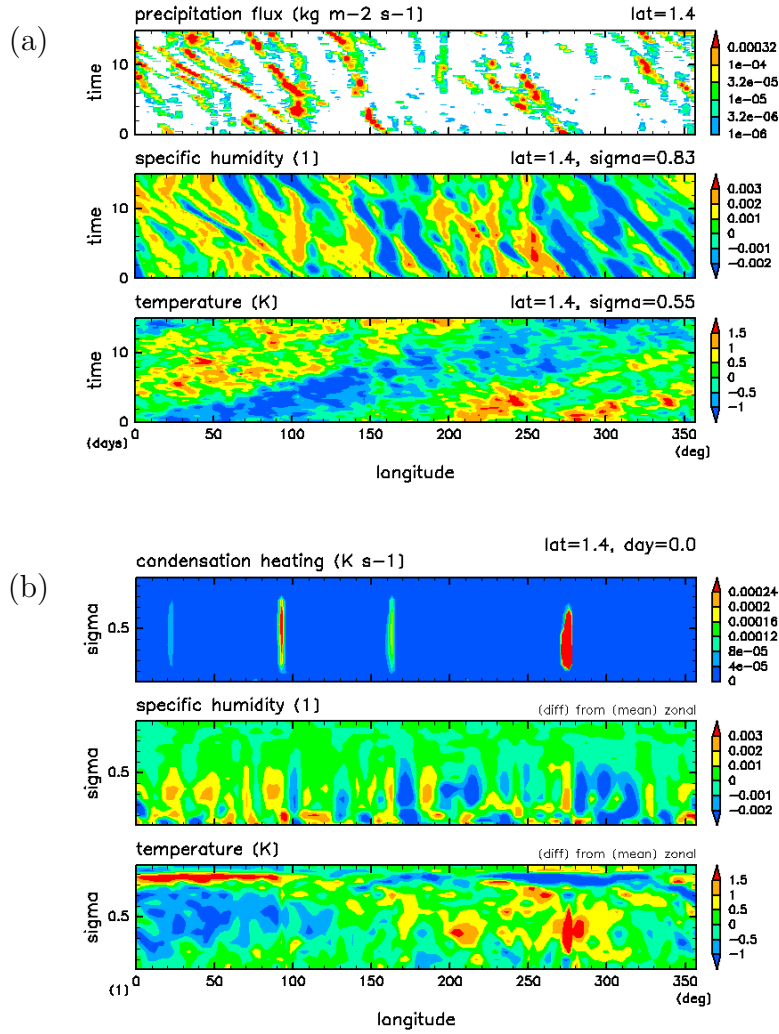 (a)
precipitation flux (kg m-2 s-1) lat=1.4
10
0
time
0.00032
1e-04
3.2e-05
1e-05
3.2e-06
1e-06
specific humidity (1) lat=1.4, sigma=0.83
10
0
time
0.003
0.002
0.001
0
-0.001
-0.002
temperature (K) lat=1.4, sigma=0.55
10
0
time
1.5
1
0.5
0
-0.5
-1
0 50 100 150 200 250 300 350
(days) (deg)
langitude
(b)
lat=1.4, day=0.0
condensation heating (K s-1)
0.5
sigma
0.00024
0.0002
0.00016
0.00012
8e-05
4e-05
0
specific humidity (1) (diff) from (mean) zonal
0.5
sigma
0.003
0.002
0.001
0
-0.001
-0.002
temperature (K) (diff) from (mean) zonal
0.5
sigma
1.5
1
0.5
0
-0.5
-1
0 50 100 150 200 250 300 350
(1) (deg)
longitude